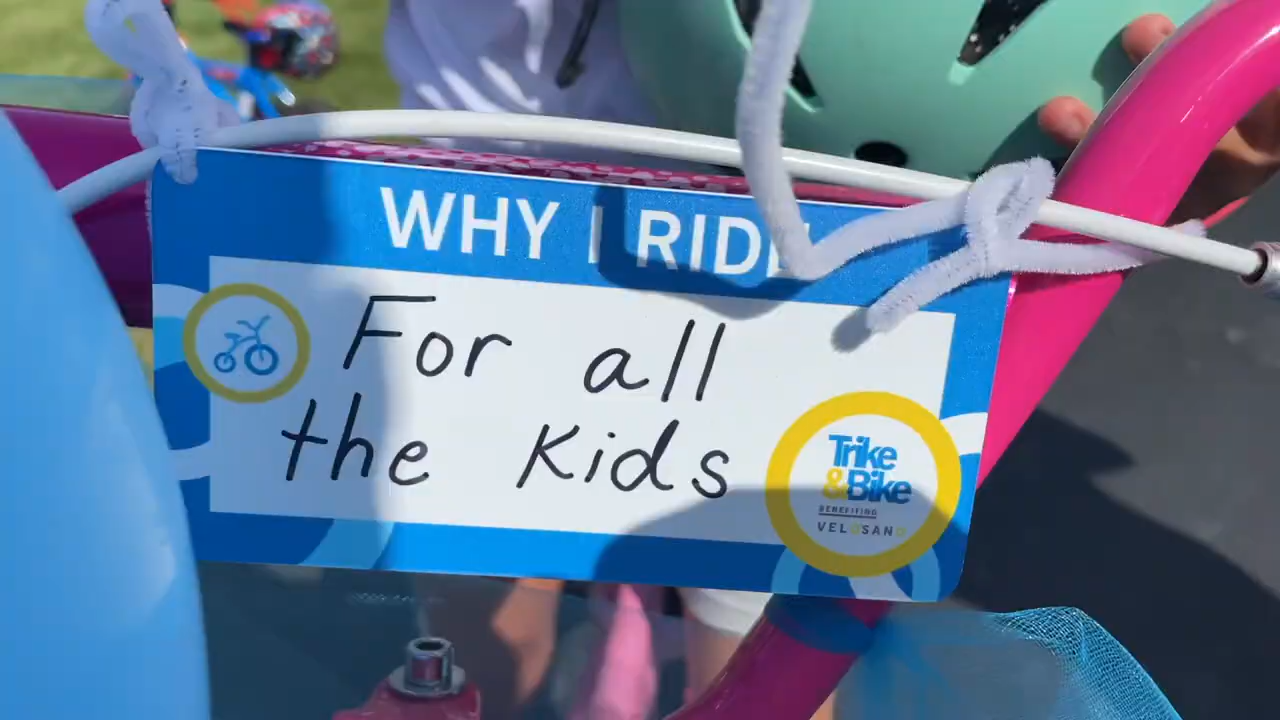 WHY I RIDE
For all
the Kids
Trike
&Bike
BENEFITING
VELOSANO